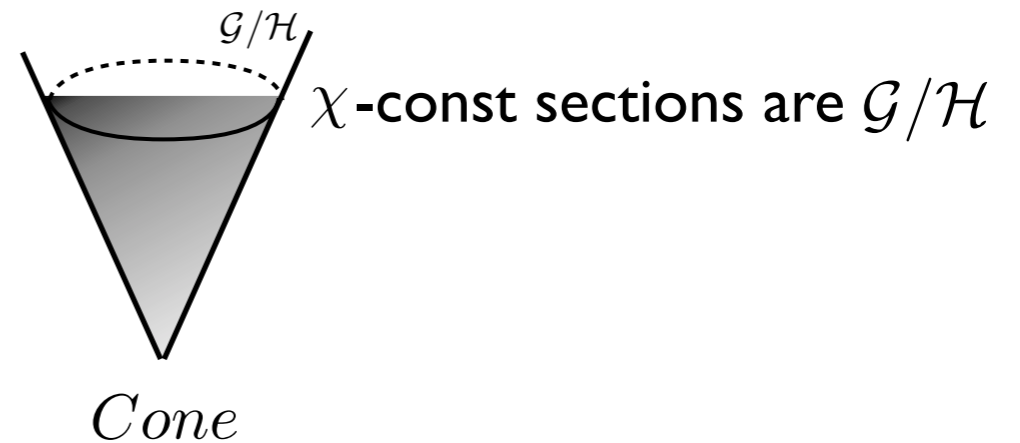 𝒢/ℋ
χ-const sections are 𝒢/ℋ
Cone